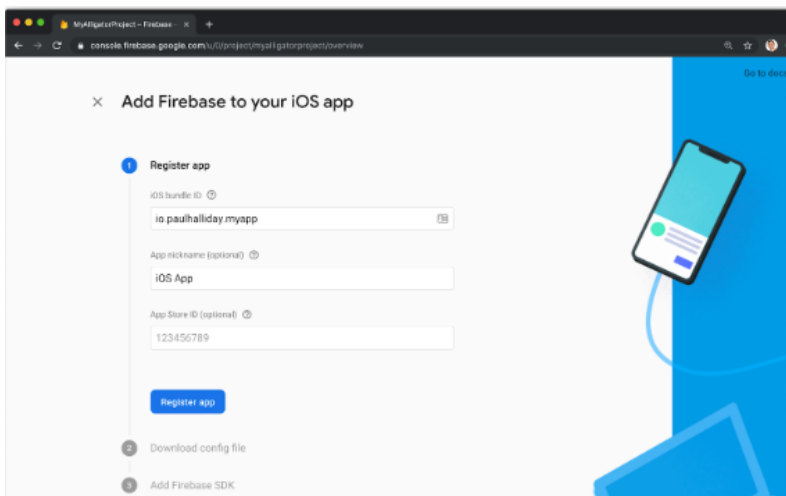 MyAlligatorProject – Firebase –
console.firebase.google.com/u/0/project/myalligatorproject/overview
Go to docs
Add Firebase to your iOS app
1 Register app
iOS bundle ID
io.paulhalliday.myapp
App nickname (optional)
iOS App
App Store ID (optional)
123456789
Register app
2 Download config file
3 Add Firebase SDK